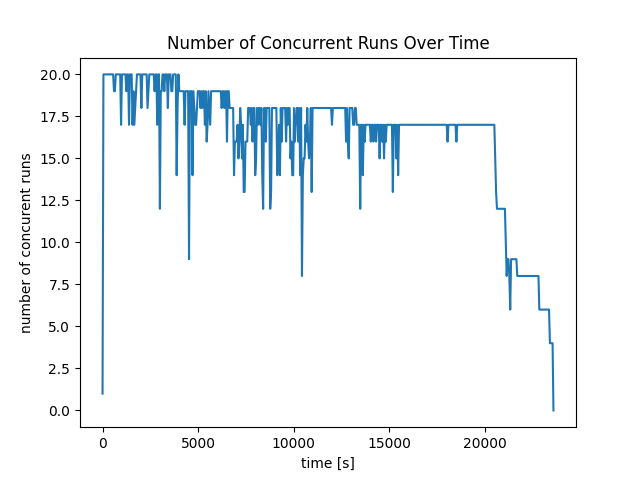 Number of Concurrent Runs Over Time
number of concurent runs
20.0
17.5
15.0
12.5
10.0
7.5
5.0
2.5
0.0
0 5000 10000 15000 20000
time [s]